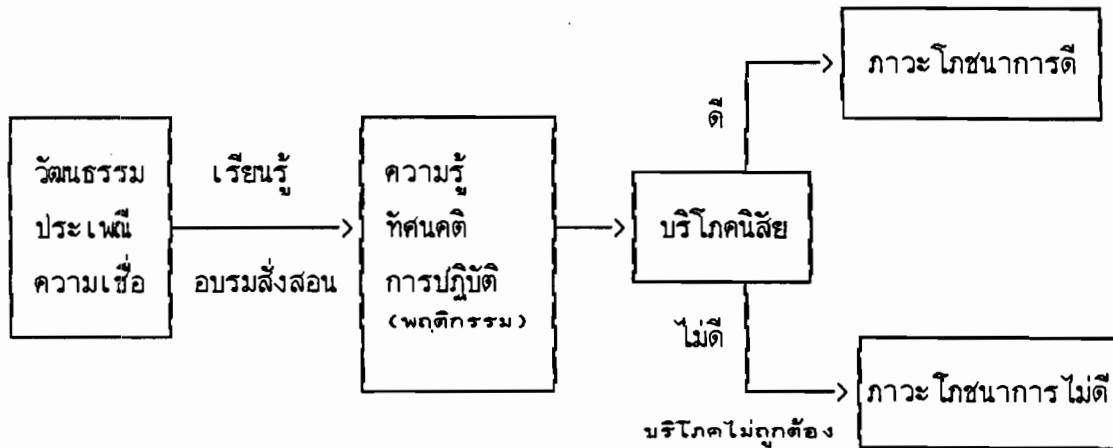 วัฒนธรรม
ประเพณี
ความเชื่อ
เรียนรู้
อบรมสั่งสอน
ความรู้
ทัศนคติ
การปฏิบัติ
(พฤติกรรม)
บริโภคนิสัย
ดี
ภาวะโภชนาการดี
ไม่ดี
บริโภคไม่ถูกต้อง
ภาวะโภชนาการไม่ดี